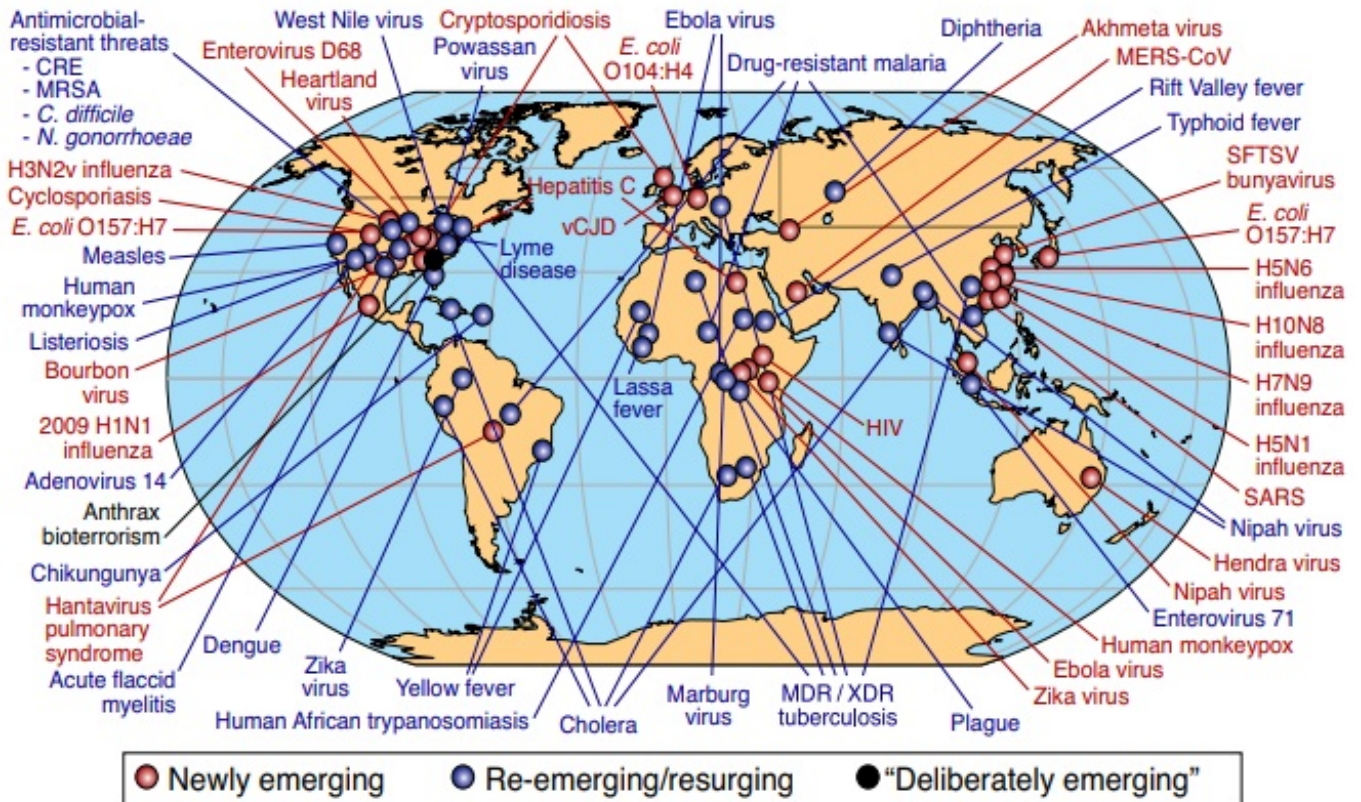 Antimicrobial-
resistant threats
- CRE
- MRSA
- C. difficile
- N. gonorrhoeae
West Nile virus
Cryptosporidiosis
Ebola virus
Diphtheria
Akhmeta virus
Enterovirus D68
Powassan
virus
E. coli
O104:H4
Drug-resistant malaria
MERS-CoV
Heartland
virus
Rift Valley fever
Typhoid fever
H3N2v influenza
Cyclosporiasis
E. coli O157:H7
Measles
Human
monkeypox
Listeriosis
Bourbon
virus
2009 H1N1
influenza
Adenovirus 14
Anthrax
bioterrorism
Chikungunya
Hantavirus
pulmonary
syndrome
Acute flaccid
myelitis
Hepatitis C
vCJD
Lyme
disease
Lassa
fever
HIV
SFTSV
bunyavirus
E. coli
O157:H7
H5N6
influenza
H10N8
influenza
H7N9
influenza
H5N1
influenza
SARS
Nipah virus
Hendra virus
Nipah virus
Enterovirus 71
Human monkeypox
Ebola virus
Zika virus
Dengue
Zika
virus
Yellow fever
Human African trypanosomiasis
Cholera
Marburg
virus
MDR / XDR
tuberculosis
Plague
Newly emerging
Re-emerging/resurging
“Deliberately emerging”